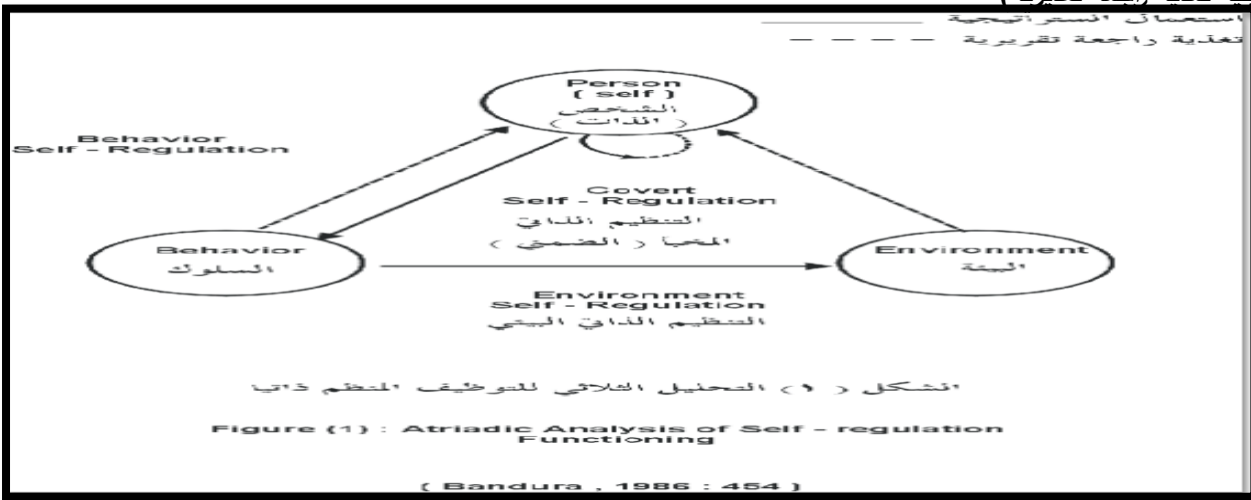 استعمال الستراتيجية
تغذية راجعة تقريرية
Person
( self )
الشخص
( الذات )
Behavior
Self - Regulation
Covert
Self - Regulation
التنظيم الذاتي
المخبأ ( الضمني )
Behavior
السلوك
Environment
البيئة
Environment
Self - Regulation
التنظيم الذاتي البيئي
الشكل ( ١ ) التحليل الثلاثي للتوظيف المنظم ذاتيا
Figure (1) : Atriadic Analysis of Self - regulation
Functioning
( Bandura , 1986 : 454 )